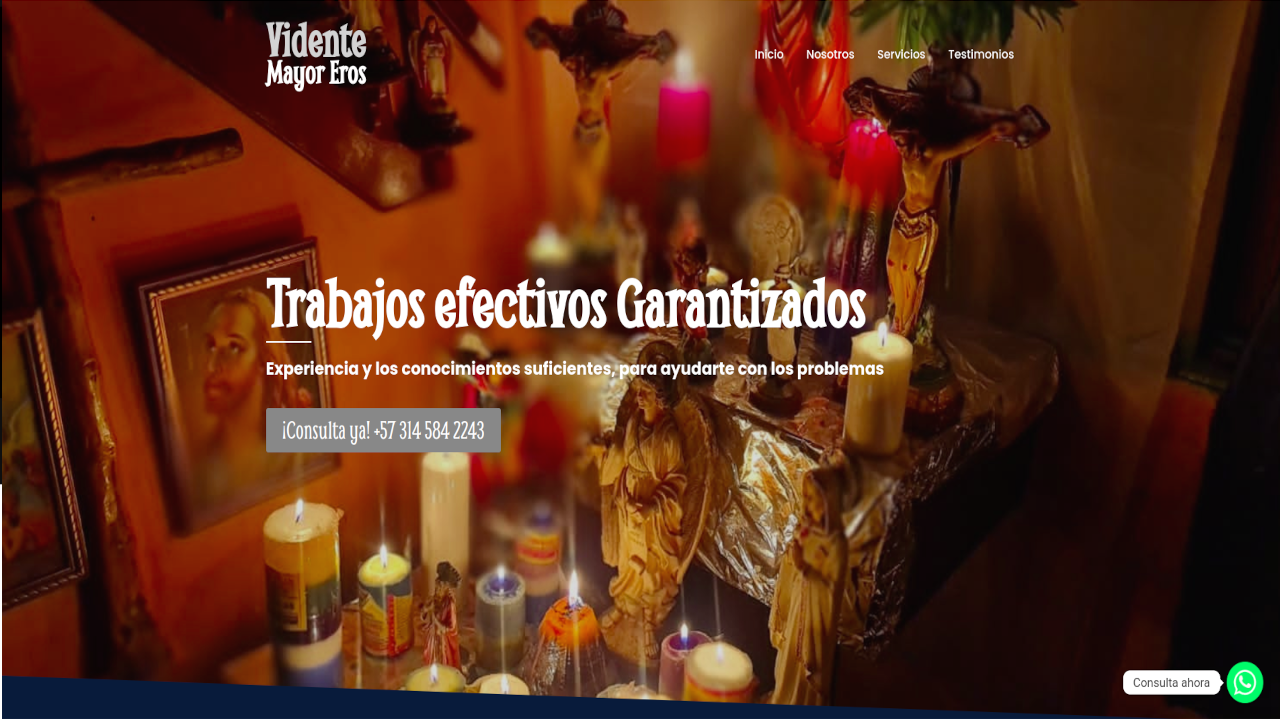 Vidente
Mayor Eros
Inicio
Nosotros
Servicios
Testimonios
Trabajos efectivos Garantizados
Experiencia y los conocimientos suficientes, para ayudarte con los problemas
¡Consulta ya! +57 314 584 2243
Consulta ahora